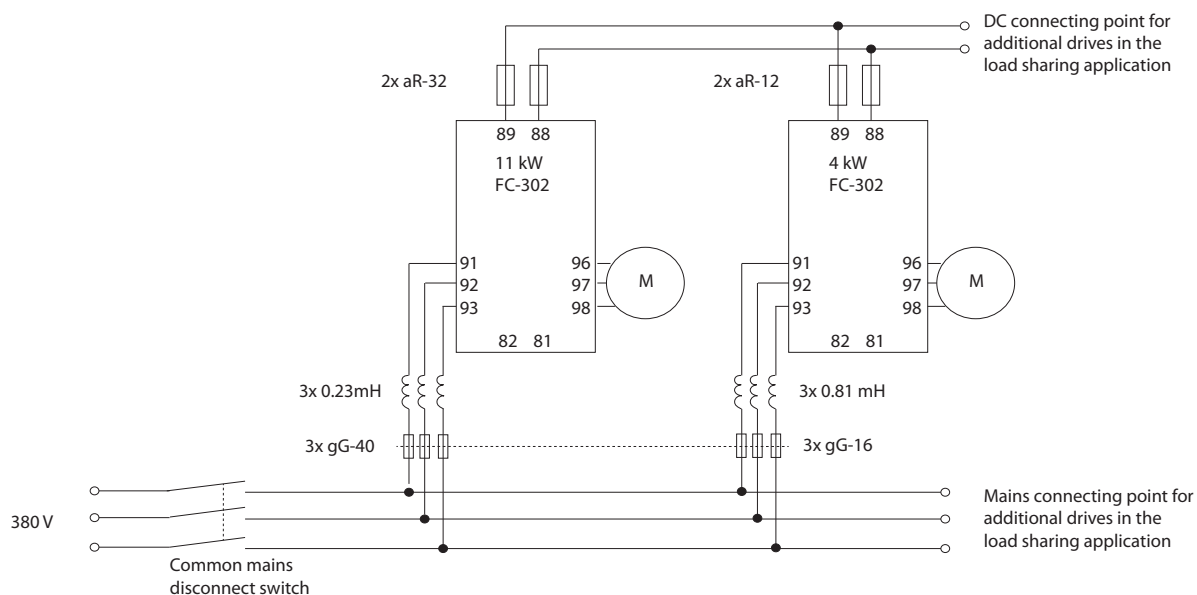 DC connecting point for
additional drives in the
load sharing application
2x aR-32
2x aR-12
89 88
89 88
11 kW
FC-302
4 kW
FC-302
91
92
93
96
97
98
M
91
92
93
96
97
98
M
82 81
82 81
3x 0.23mH
3x 0.81 mH
3x gG-40
3x gG-16
380 V
Mains connecting point for
additional drives in the
load sharing application
Common mains
disconnect switch